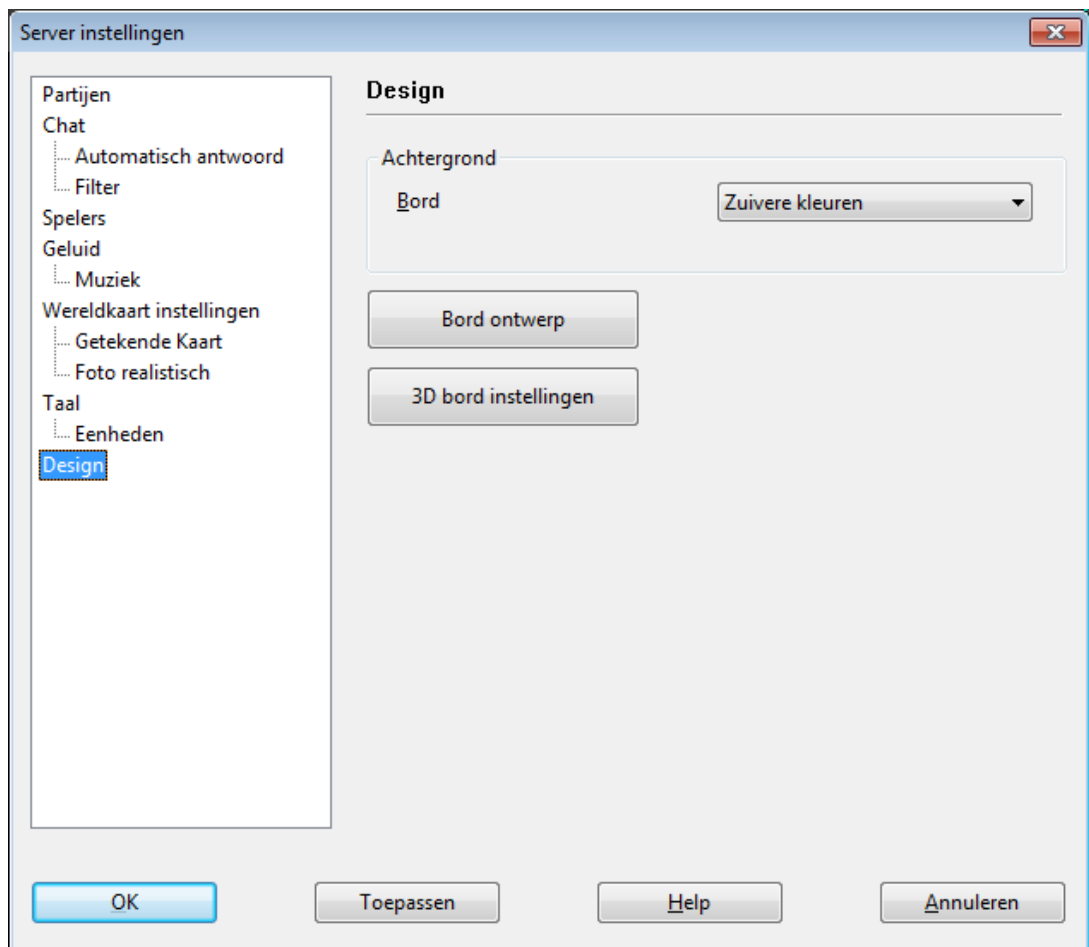 Server instellingen
Partijen
Chat
Automatisch antwoord
Filter
Spelers
Geluid
Muziek
Wereldkaart instellingen
Getekende Kaart
Foto realistisch
Taal
Eenheden
Design
Design
Achtergrond
Bord
Zuivere kleuren
Bord ontwerp
3D bord instellingen
OK
Toepassen
Help
Annuleren